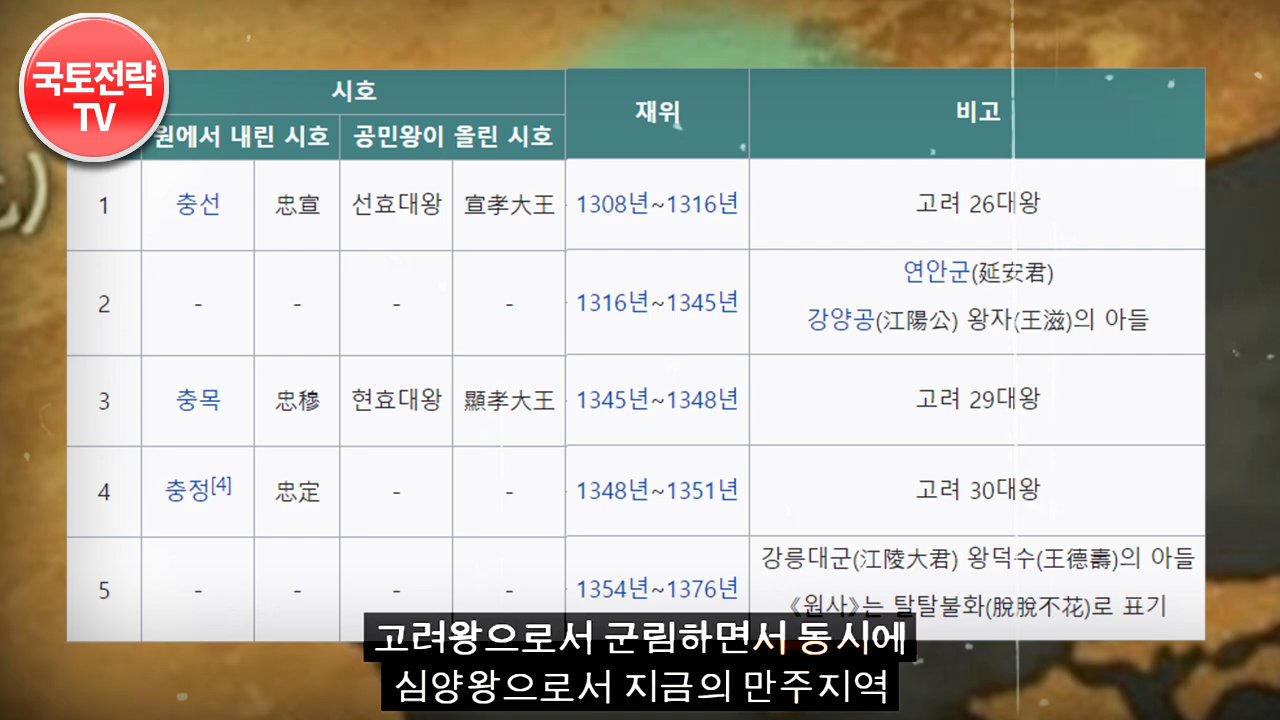 국토전략
TV
시호
재위
비고
원에서 내린 시호
공민왕이 올린 시호
1 충선 忠宣 선효대왕 宣孝大王 1308년~1316년 고려 26대왕
2 - - - - 1316년~1345년 연안군(延安君)
강양공(江陽公) 왕자(王滋)의 아들
3 충목 忠穆 현효대왕 顯孝大王 1345년~1348년 고려 29대왕
4 충정[4] 忠定 - - 1348년~1351년 고려 30대왕
5 - - - - 1354년~1376년 강릉대군(江陵大君) 왕덕수(王德壽)의 아들
《원사》는 탈탈불화(脫脫不花)로 표기
고려왕으로서 군림하면서 동시에
심양왕으로서 지금의 만주지역